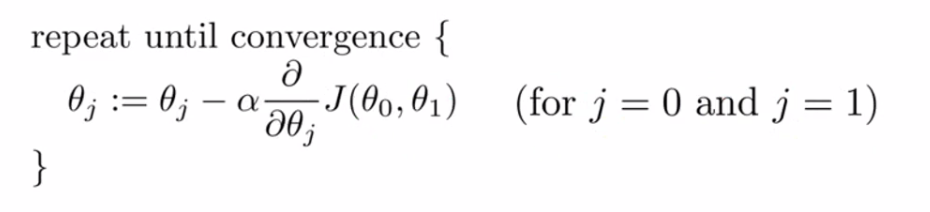 repeat until convergence {
θ_j := θ_j − α ∂/∂θ_j J(θ_0, θ_1) (for j = 0 and j = 1)
}